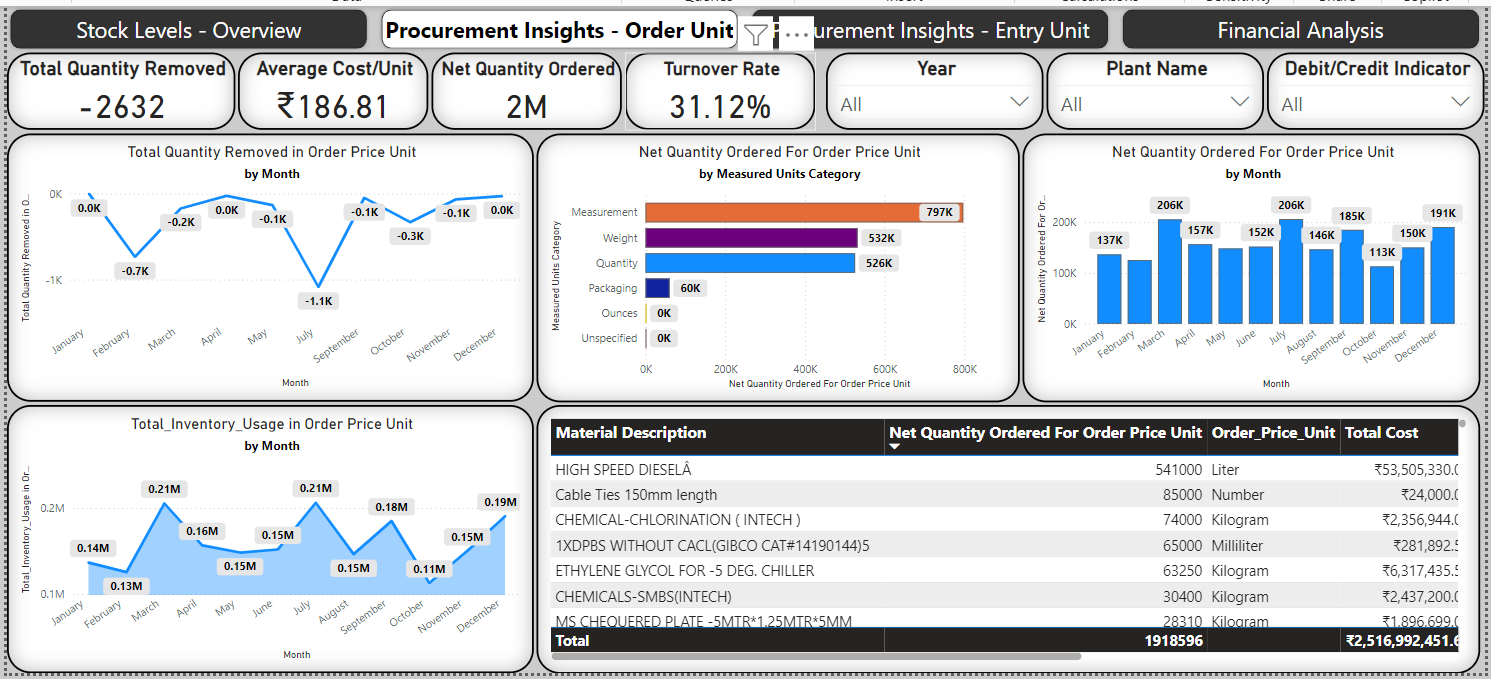 Stock Levels - Overview
Procurement Insights - Order Unit
...
urement Insights - Entry Unit
Financial Analysis
Total Quantity Removed
-2632
Average Cost/Unit
₹186.81
Net Quantity Ordered
2M
Turnover Rate
31.12%
Year
All
Plant Name
All
Debit/Credit Indicator
All
Total Quantity Removed in Order Price Unit
by Month
Total Quantity Removed in O...
0K
-1K
0.0K
-0.7K
-0.2K
0.0K
-0.1K
-1.1K
-0.1K
-0.3K
-0.1K
0.0K
January
February
March
April
May
July
September
October
November
December
Month
Net Quantity Ordered For Order Price Unit
by Measured Units Category
Measured Units Category
Measurement 797K
Weight 532K
Quantity 526K
Packaging 60K
Ounces 0K
Unspecified 0K
0K 200K 400K 600K 800K
Net Quantity Ordered For Order Price Unit
Net Quantity Ordered For Order Price Unit
by Month
Net Quantity Ordered For Or...
200K
100K
0K
137K
206K
157K
152K
206K
146K
185K
113K
150K
191K
January
February
March
April
May
June
July
August
September
October
November
December
Month
Total_Inventory_Usage in Order Price Unit
by Month
Total_Inventory_Usage in Or...
0.2M
0.1M
0.14M
0.13M
0.21M
0.16M
0.15M
0.15M
0.21M
0.15M
0.18M
0.11M
0.15M
0.19M
January
February
March
April
May
June
July
August
September
October
November
December
Month
Material Description Net Quantity Ordered For Order Price Unit Order_Price_Unit Total Cost
HIGH SPEED DIESELÂ 541000 Liter ₹53,505,330.0
Cable Ties 150mm length 85000 Number ₹24,000.0
CHEMICAL-CHLORINATION ( INTECH ) 74000 Kilogram ₹2,356,944.0
1XDPBS WITHOUT CACL(GIBCO CAT#14190144)5 65000 Milliliter ₹281,892.5
ETHYLENE GLYCOL FOR -5 DEG. CHILLER 63250 Kilogram ₹6,317,435.5
CHEMICALS-SMBS(INTECH) 30400 Kilogram ₹2,437,200.0
MS CHEQUERED PLATE -5MTR*1.25MTR*5MM 28310 Kilogram ₹1,896,699.0
Total 1918596 ₹2,516,992,451.6